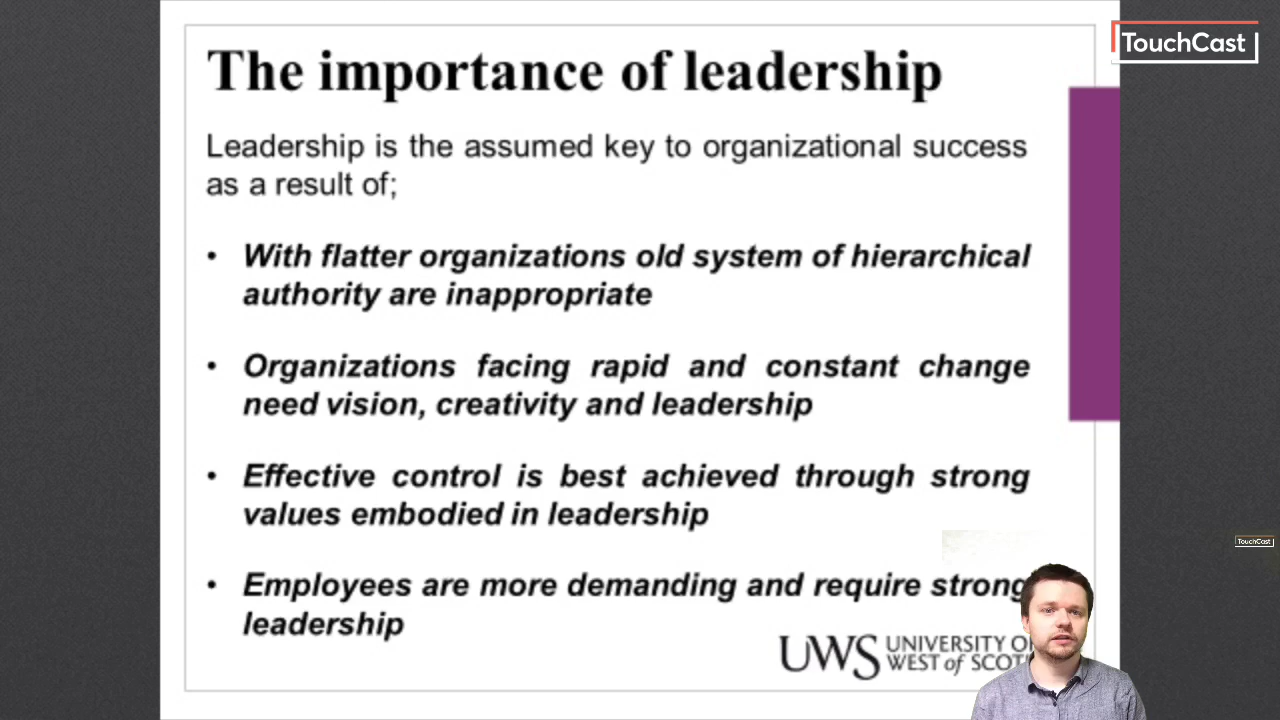 The importance of leadership
TouchCast
Leadership is the assumed key to organizational success
as a result of;
• With flatter organizations old system of hierarchical
authority are inappropriate
• Organizations facing rapid and constant change
need vision, creativity and leadership
• Effective control is best achieved through strong
values embodied in leadership
TouchCast
• Employees are more demanding and require strong
leadership
UWS UNIVERSITY
WEST of